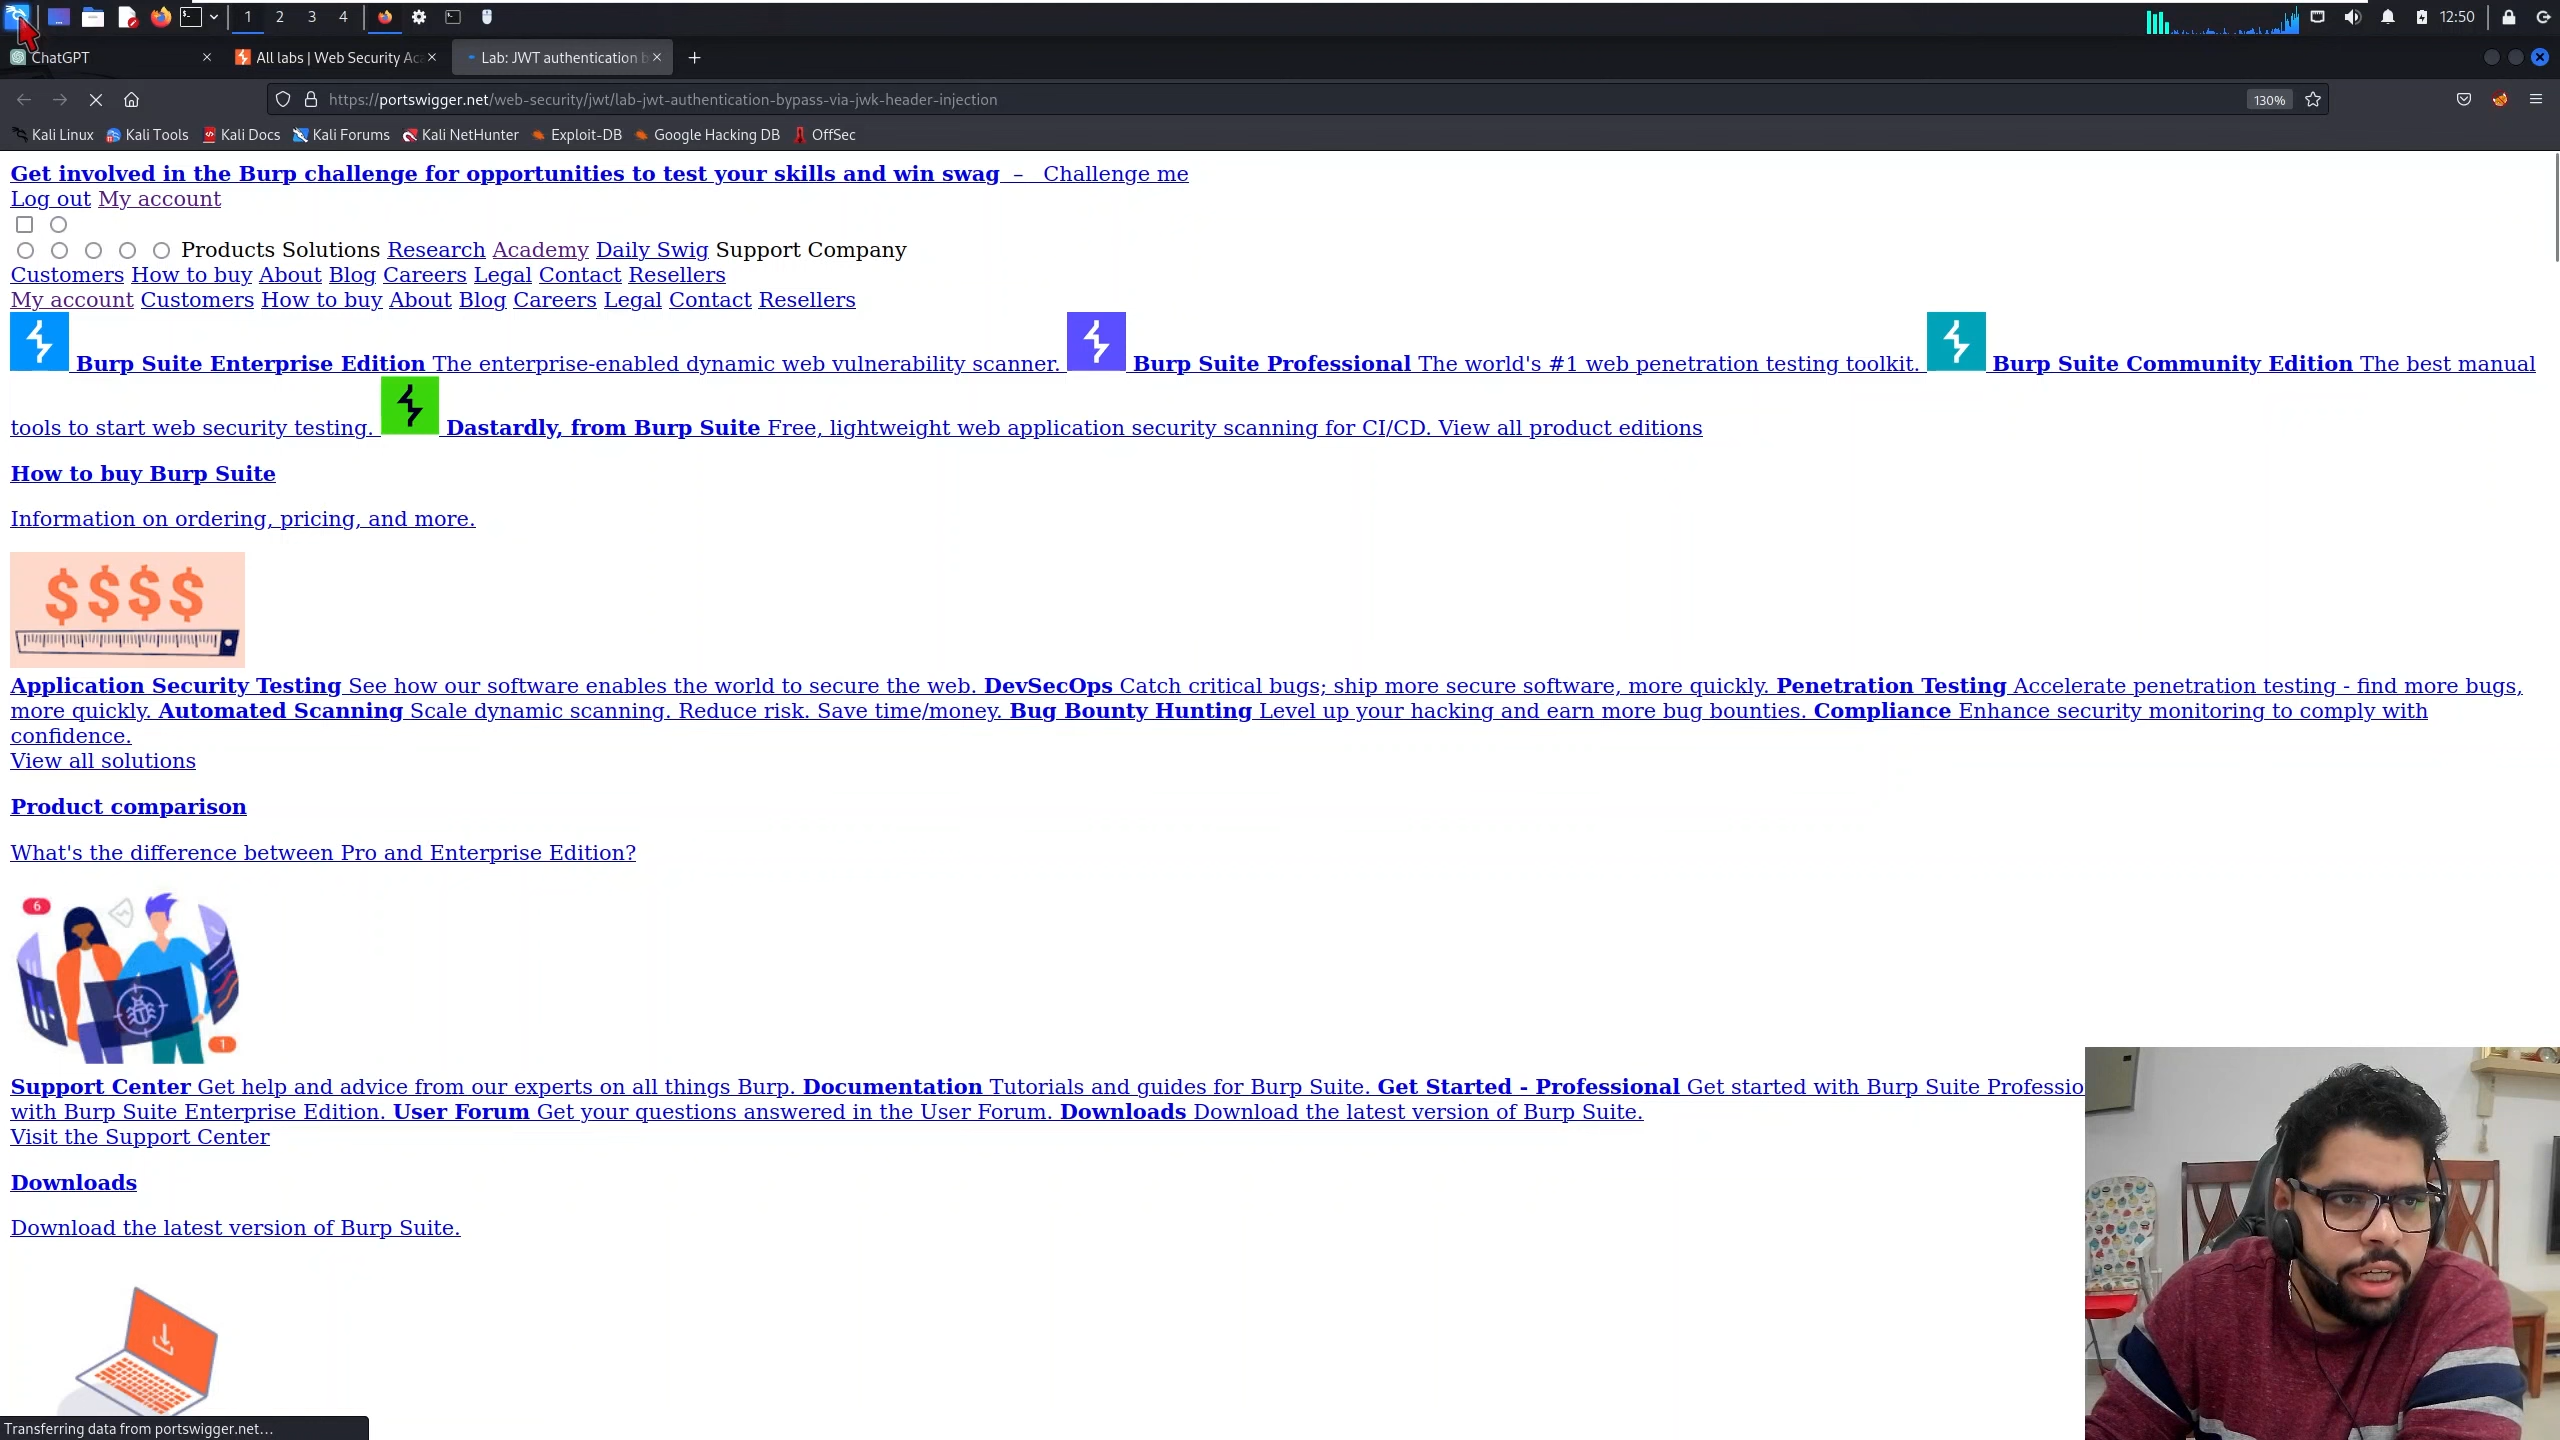 1 2 3 4 12:50
ChatGPT
All labs | Web Security Aca
Lab: JWT authentication b
https://portswigger.net/web-security/jwt/lab-jwt-authentication-bypass-via-jwk-header-injection
130%
Kali Linux Kali Tools Kali Docs Kali Forums Kali NetHunter Exploit-DB Google Hacking DB OffSec
Get involved in the Burp challenge for opportunities to test your skills and win swag – Challenge me
Log out My account
Products Solutions Research Academy Daily Swig Support Company
Customers How to buy About Blog Careers Legal Contact Resellers
My account Customers How to buy About Blog Careers Legal Contact Resellers
Burp Suite Enterprise Edition The enterprise-enabled dynamic web vulnerability scanner. Burp Suite Professional The world's #1 web penetration testing toolkit. Burp Suite Community Edition The best manual
tools to start web security testing. Dastardly, from Burp Suite Free, lightweight web application security scanning for CI/CD. View all product editions
How to buy Burp Suite
Information on ordering, pricing, and more.
$$$$
Application Security Testing See how our software enables the world to secure the web. DevSecOps Catch critical bugs; ship more secure software, more quickly. Penetration Testing Accelerate penetration testing - find more bugs,
more quickly. Automated Scanning Scale dynamic scanning. Reduce risk. Save time/money. Bug Bounty Hunting Level up your hacking and earn more bug bounties. Compliance Enhance security monitoring to comply with
confidence.
View all solutions
Product comparison
What's the difference between Pro and Enterprise Edition?
6
1
Support Center Get help and advice from our experts on all things Burp. Documentation Tutorials and guides for Burp Suite. Get Started - Professional Get started with Burp Suite Professio
with Burp Suite Enterprise Edition. User Forum Get your questions answered in the User Forum. Downloads Download the latest version of Burp Suite.
Visit the Support Center
Downloads
Download the latest version of Burp Suite.
Transferring data from portswigger.net…